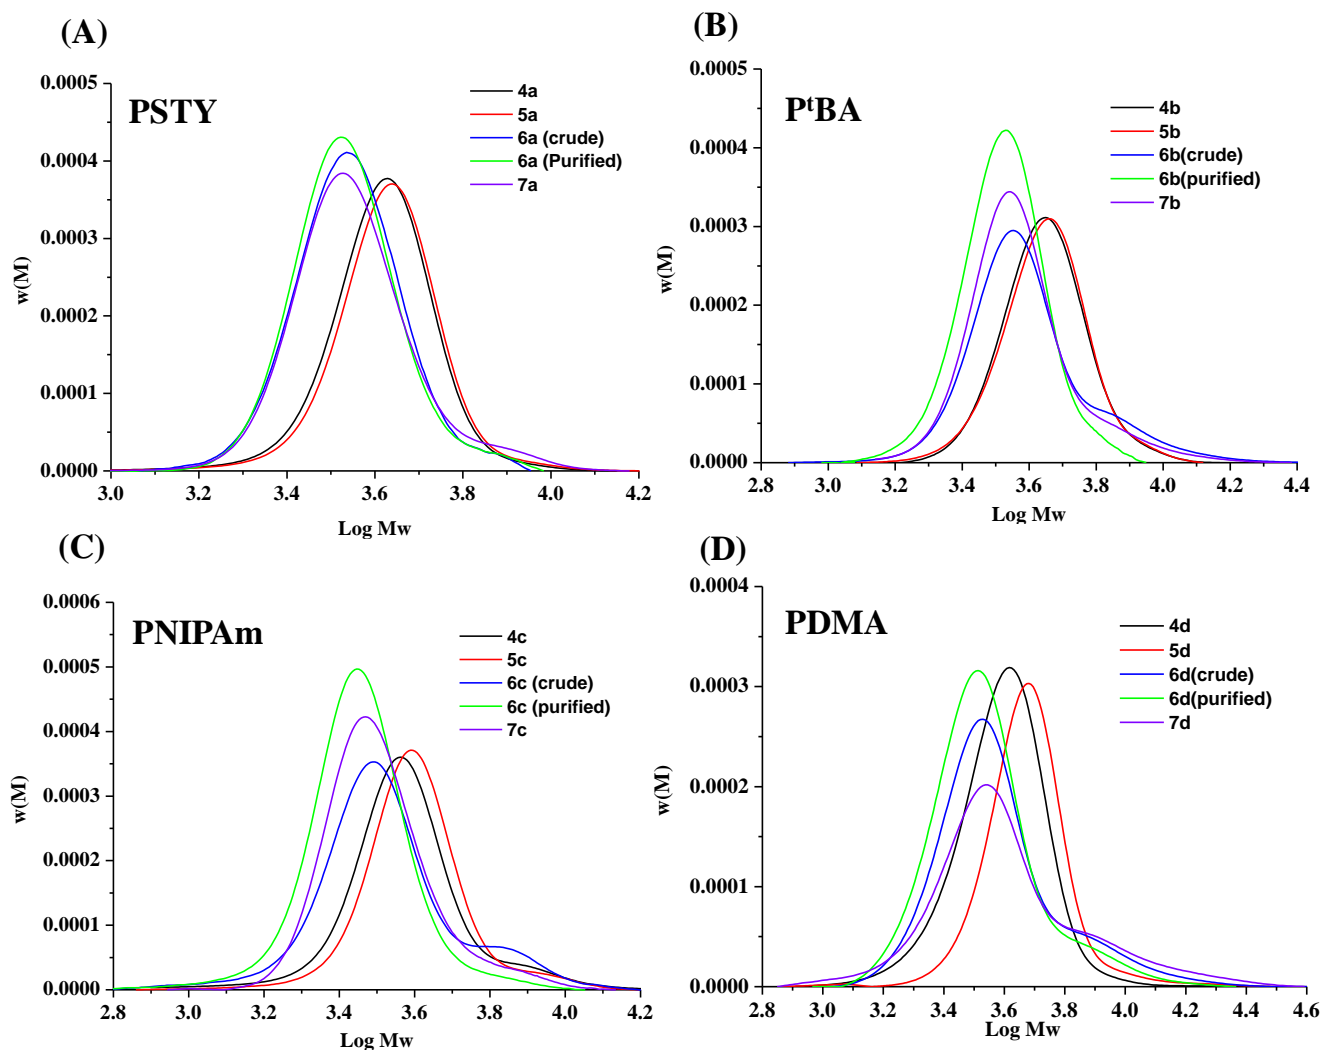 (A)
PSTY
4a
5a
6a (crude)
6a (Purified)
7a
0.0005
0.0004
0.0003
0.0002
0.0001
0.0000
w(M)
3.0 3.2 3.4 3.6 3.8 4.0 4.2
Log Mw
(B)
PtBA
4b
5b
6b(crude)
6b(purified)
7b
0.0005
0.0004
0.0003
0.0002
0.0001
0.0000
w(M)
2.8 3.0 3.2 3.4 3.6 3.8 4.0 4.2 4.4
Log Mw
(C)
PNIPAm
4c
5c
6c (crude)
6c (purified)
7c
0.0006
0.0005
0.0004
0.0003
0.0002
0.0001
0.0000
w(M)
2.8 3.0 3.2 3.4 3.6 3.8 4.0 4.2
Log Mw
(D)
PDMA
4d
5d
6d(crude)
6d(purified)
7d
0.0004
0.0003
0.0002
0.0001
0.0000
w(M)
2.8 3.0 3.2 3.4 3.6 3.8 4.0 4.2 4.4 4.6
Log Mw